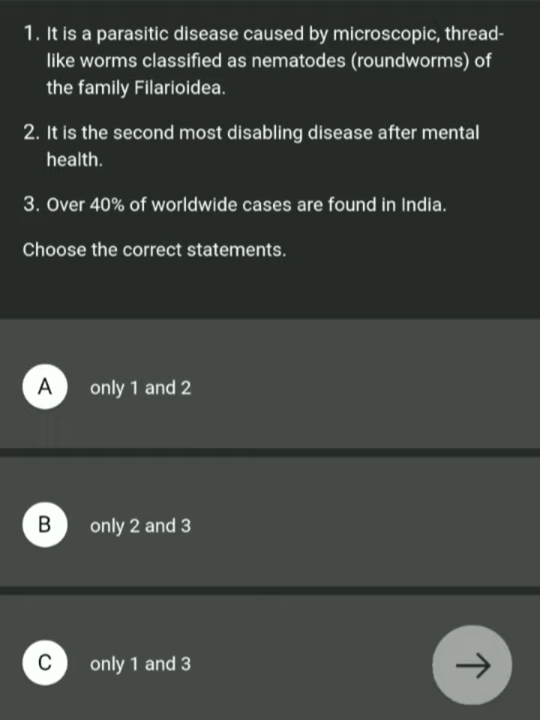 1. It is a parasitic disease caused by microscopic, thread-
like worms classified as nematodes (roundworms) of
the family Filarioidea.
2. It is the second most disabling disease after mental
health.
3. Over 40% of worldwide cases are found in India.
Choose the correct statements.
A only 1 and 2
B only 2 and 3
C only 1 and 3